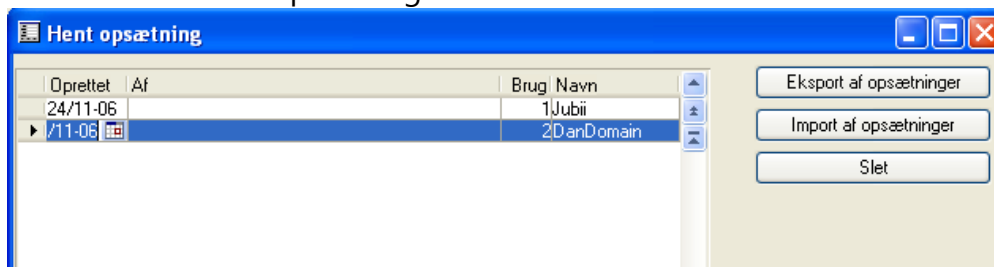 Hent opsætning
Oprettet Af Brug Navn
24/11-06 1 Jubii
/11-06 2 DanDomain
Eksport af opsætninger
Import af opsætninger
Slet